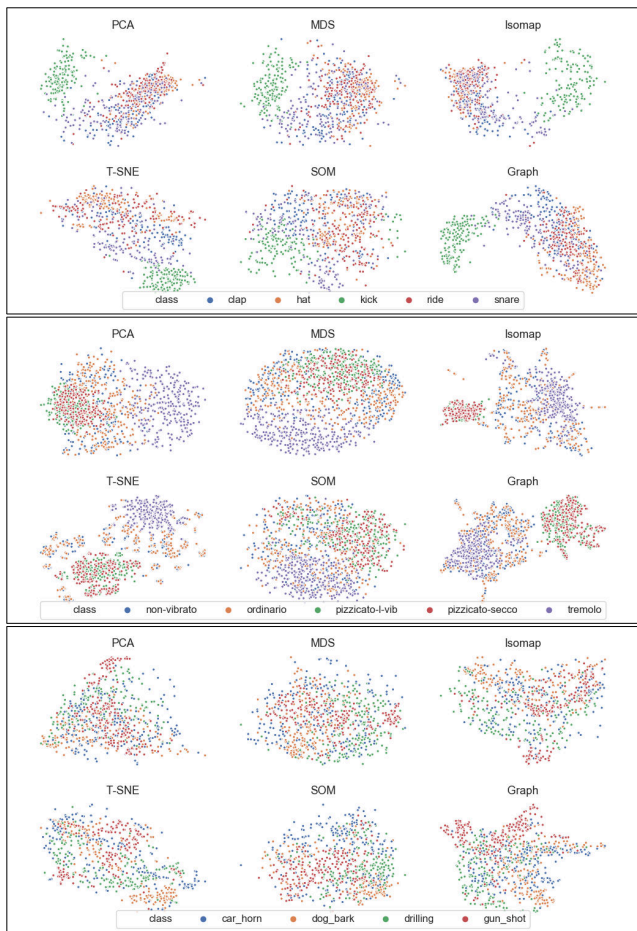 PCA MDS Isomap
T-SNE SOM Graph
class clap hat kick ride snare
PCA MDS Isomap
T-SNE SOM Graph
class non-vibrato ordinario pizzicato-l-vib pizzicato-secco tremolo
PCA MDS Isomap
T-SNE SOM Graph
class car_horn dog_bark drilling gun_shot